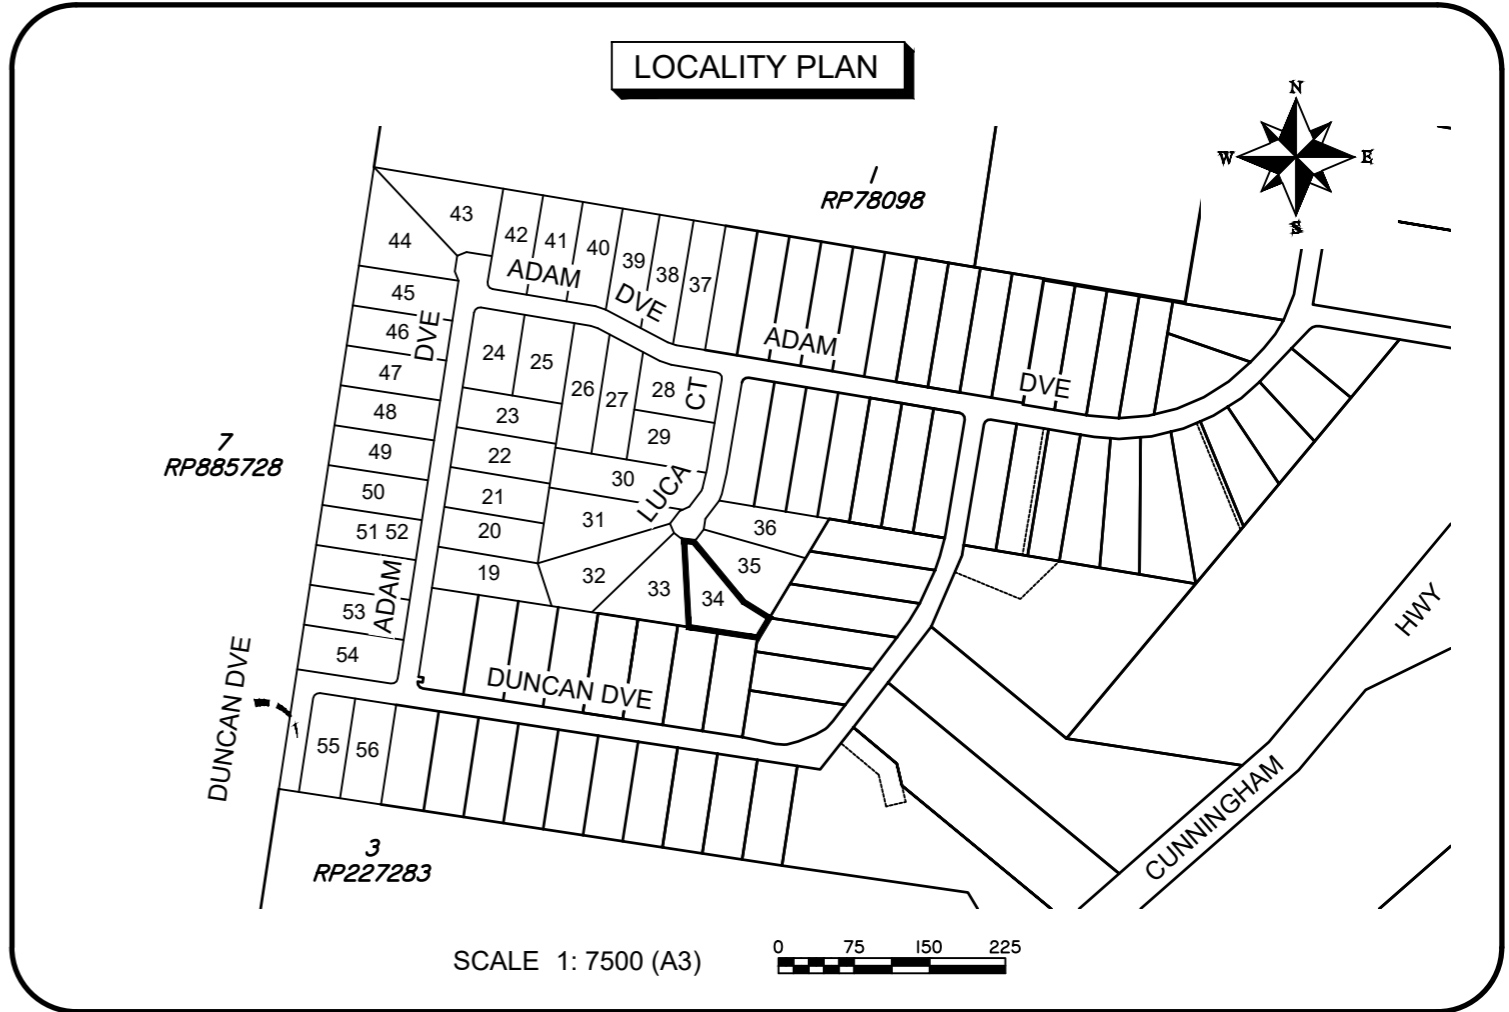 LOCALITY PLAN
N
W E
S
1
RP78098
43
44
42
41
40
39
38
37
ADAM
DVE
ADAM
DVE
45
46
47
48
49
50
51 52
53
54
DVE
ADAM
24
25
26
27
28
CT
23
29
22
30
LUCA
21
31
20
36
19
32
33
34
35
7
RP885728
DUNCAN DVE
DUNCAN DVE
55
56
HWY
CUNNINGHAM
3
RP227283
SCALE 1: 7500 (A3)
0 75 150 225